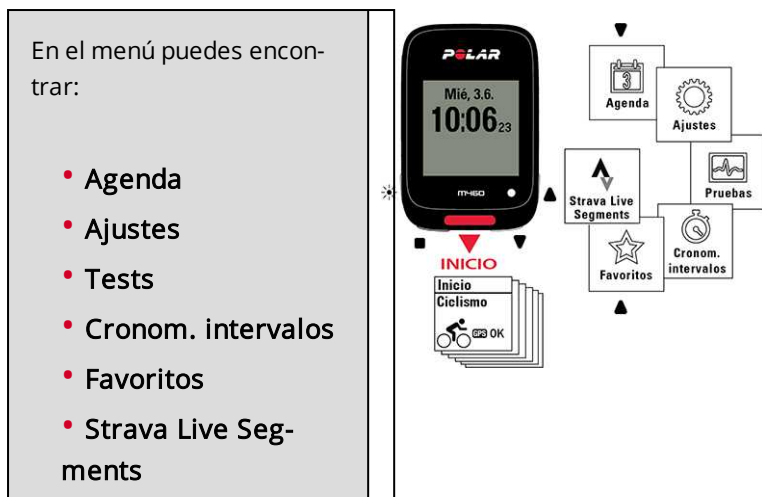 En el menú puedes encon-
trar:
• Agenda
• Ajustes
• Tests
• Cronom. intervalos
• Favoritos
• Strava Live Seg-
ments
POLAR
Mié, 3.6.
10:06 23
M460
INICIO
Inicio
Ciclismo
GPS OK
3
Agenda
Ajustes
Pruebas
Strava Live
Segments
Cronom.
intervalos
Favoritos